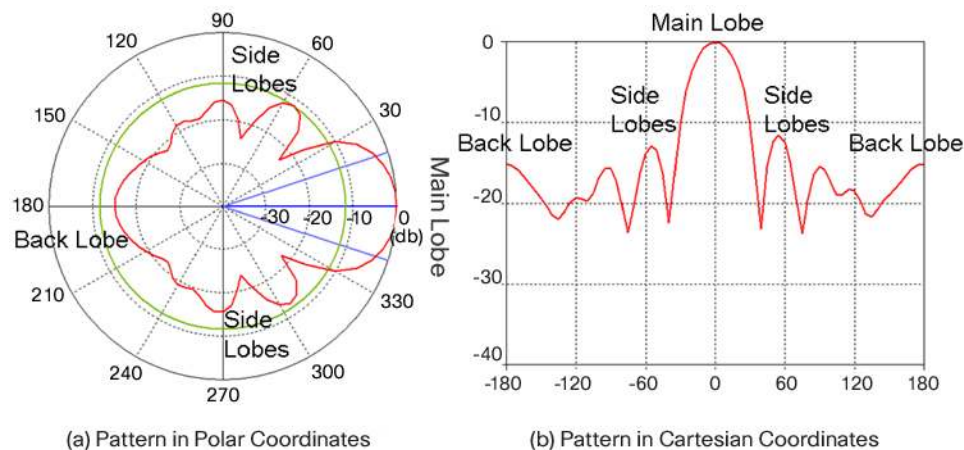 90
120
60
Side
Lobes
150
30
180
-30
-20
-10
0
(db)
Back Lobe
210
330
Side
Lobes
240
300
270
Main Lobe
(a) Pattern in Polar Coordinates
Main Lobe
0
-10
-20
-30
-40
Side
Lobes
Side
Lobes
Back Lobe
Back Lobe
-180
-120
-60
0
60
120
180
(b) Pattern in Cartesian Coordinates